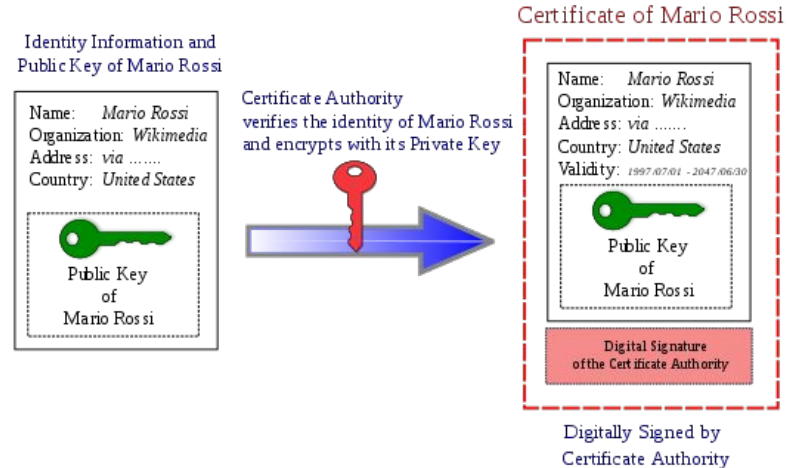 Identity Information and
Public Key of Mario Rossi
Name: Mario Rossi
Organization: Wikimedia
Address: via .......
Country: United States
Public Key
of
Mario Rossi
Certificate Authority
verifies the identity of Mario Rossi
and encrypts with its Private Key
Certificate of Mario Rossi
Name: Mario Rossi
Organization: Wikimedia
Address: via .......
Country: United States
Validity: 1997/07/01 - 2047/06/30
Public Key
of
Mario Rossi
Digital Signature
of the Certificate Authority
Digitally Signed by
Certificate Authority